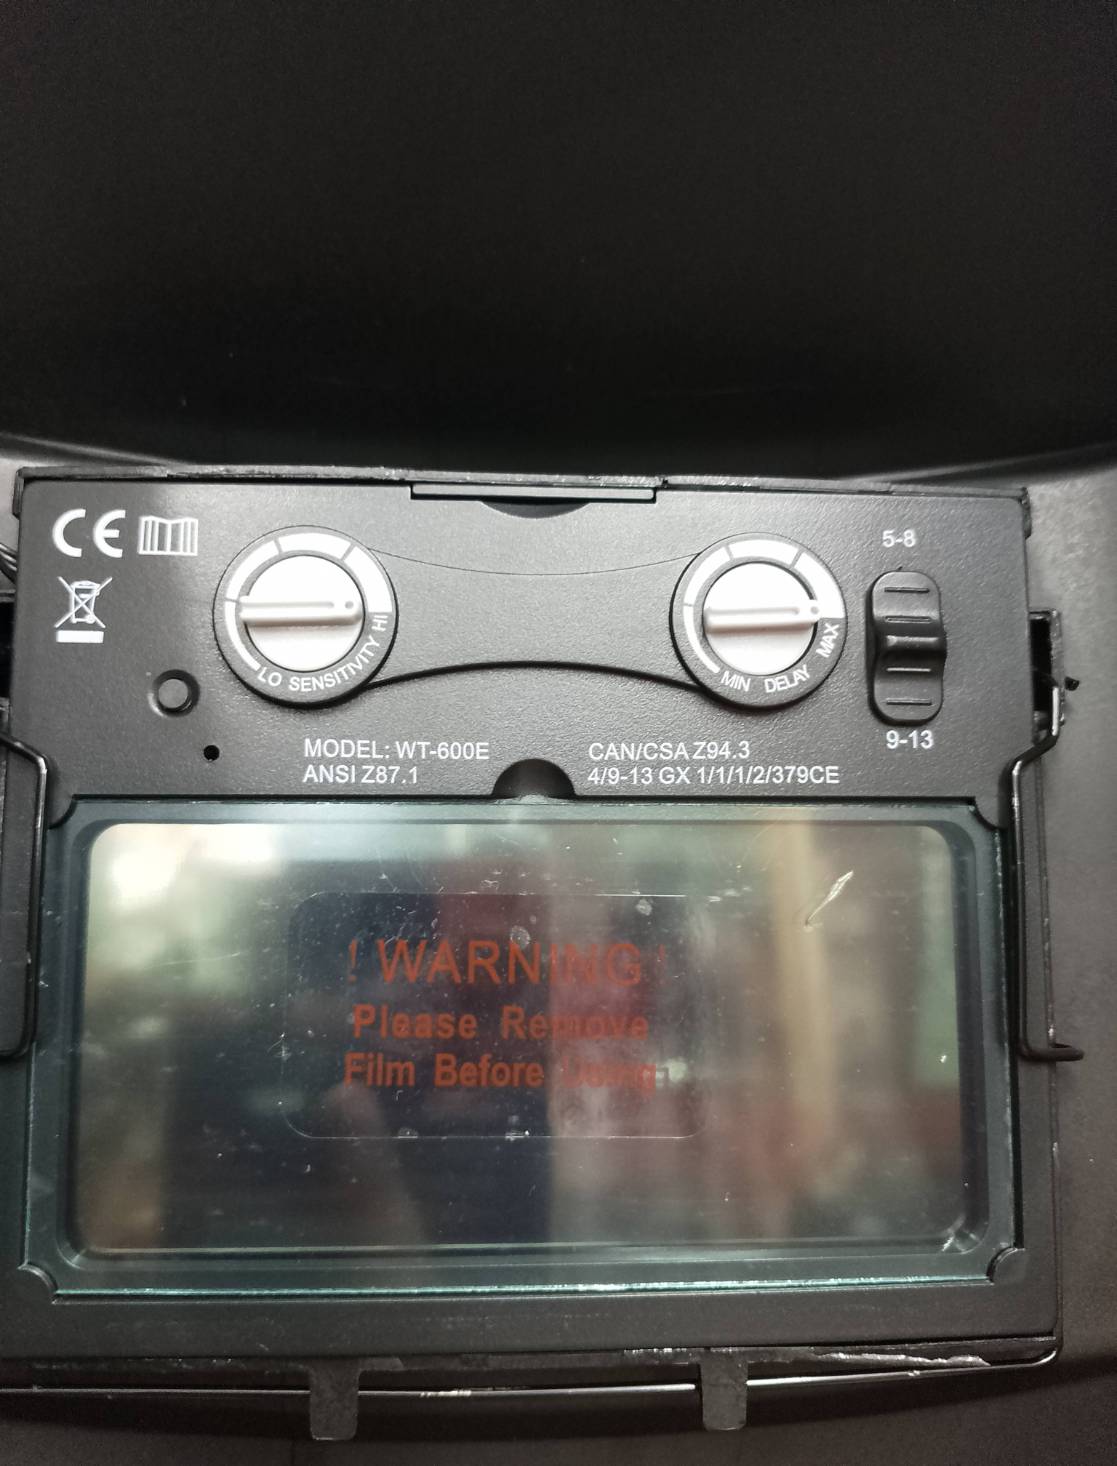 CE
LO SENSITIVITY HI
MIN DELAY MAX
5-8
9-13
MODEL: WT-600E
ANSI Z87.1
CAN/CSA Z94.3
4/9-13 GX 1/1/1/2/379CE
! WARNING !
Please Remove
Film Before Using